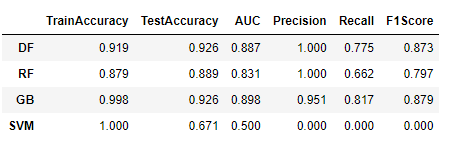 TrainAccuracy TestAccuracy AUC Precision Recall F1Score
DF 0.919 0.926 0.887 1.000 0.775 0.873
RF 0.879 0.889 0.831 1.000 0.662 0.797
GB 0.998 0.926 0.898 0.951 0.817 0.879
SVM 1.000 0.671 0.500 0.000 0.000 0.000